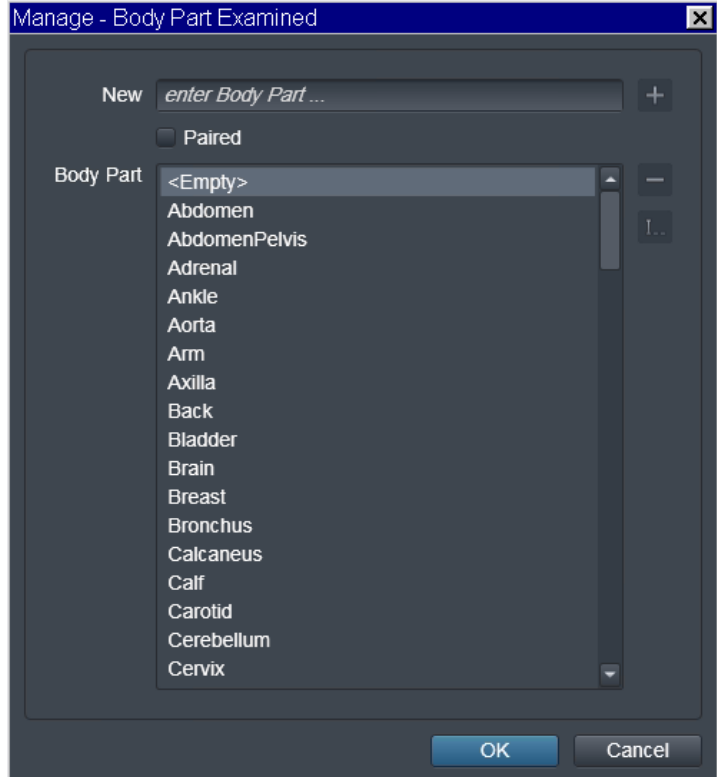 Manage - Body Part Examined
New enter Body Part ...
Paired
Body Part <Empty>
Abdomen
AbdomenPelvis
Adrenal
Ankle
Aorta
Arm
Axilla
Back
Bladder
Brain
Breast
Bronchus
Calcaneus
Calf
Carotid
Cerebellum
Cervix
OK Cancel